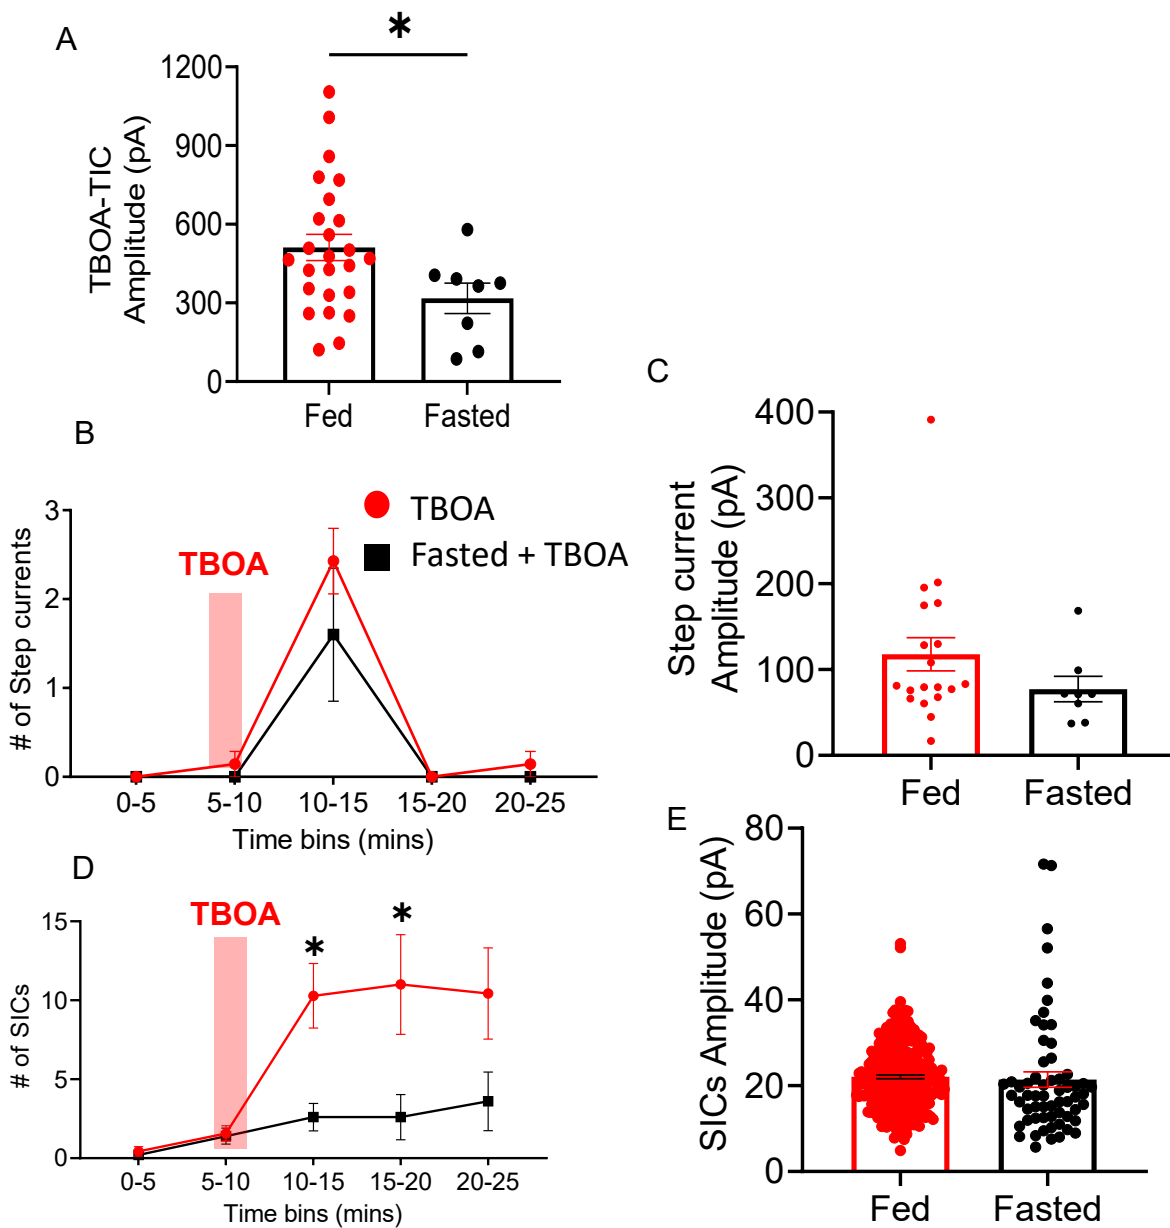 A
*
TBOA-TIC
Amplitude (pA)
1200
900
600
300
0
Fed
Fasted
B
# of Step currents
3
2
1
0
TBOA
TBOA
Fasted + TBOA
0-5
5-10
10-15
15-20
20-25
Time bins (mins)
C
Step current
Amplitude (pA)
400
300
200
100
0
Fed
Fasted
D
# of SICs
15
10
5
0
TBOA
*
*
0-5
5-10
10-15
15-20
20-25
Time bins (mins)
E
SICs Amplitude (pA)
80
60
40
20
0
Fed
Fasted